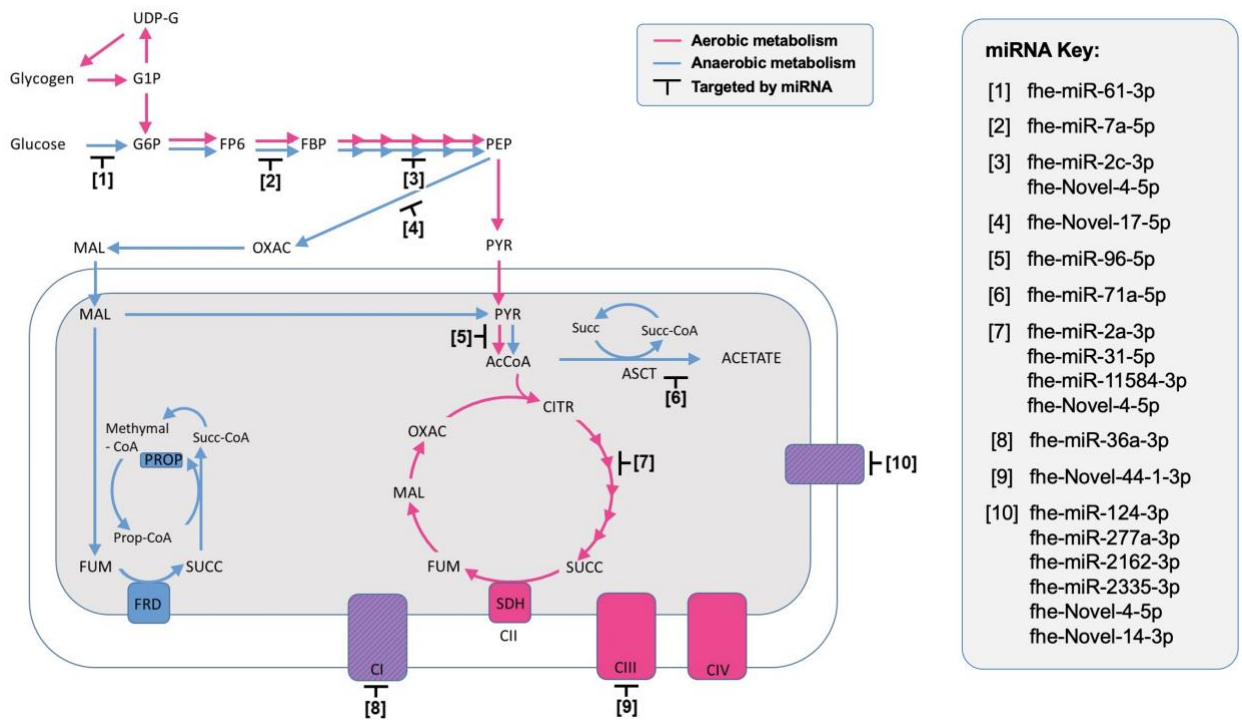 UDP-G
Glycogen
G1P
Glucose
G6P
FP6
FBP
PEP
[1]
[2]
[3]
[4]
MAL
OXAC
PYR
MAL
PYR
[5]
AcCoA
Succ
Succ-CoA
ASCT
ACETATE
[6]
CITR
OXAC
[7]
MAL
FUM
SUCC
SDH
CII
Methymal
- CoA
Succ-CoA
PROP
Prop-CoA
FUM
SUCC
FRD
CI
[8]
CIII
[9]
CIV
[10]
Aerobic metabolism
Anaerobic metabolism
Targeted by miRNA
miRNA Key:
[1] fhe-miR-61-3p
[2] fhe-miR-7a-5p
[3] fhe-miR-2c-3p
fhe-Novel-4-5p
[4] fhe-Novel-17-5p
[5] fhe-miR-96-5p
[6] fhe-miR-71a-5p
[7] fhe-miR-2a-3p
fhe-miR-31-5p
fhe-miR-11584-3p
fhe-Novel-4-5p
[8] fhe-miR-36a-3p
[9] fhe-Novel-44-1-3p
[10] fhe-miR-124-3p
fhe-miR-277a-3p
fhe-miR-2162-3p
fhe-miR-2335-3p
fhe-Novel-4-5p
fhe-Novel-14-3p